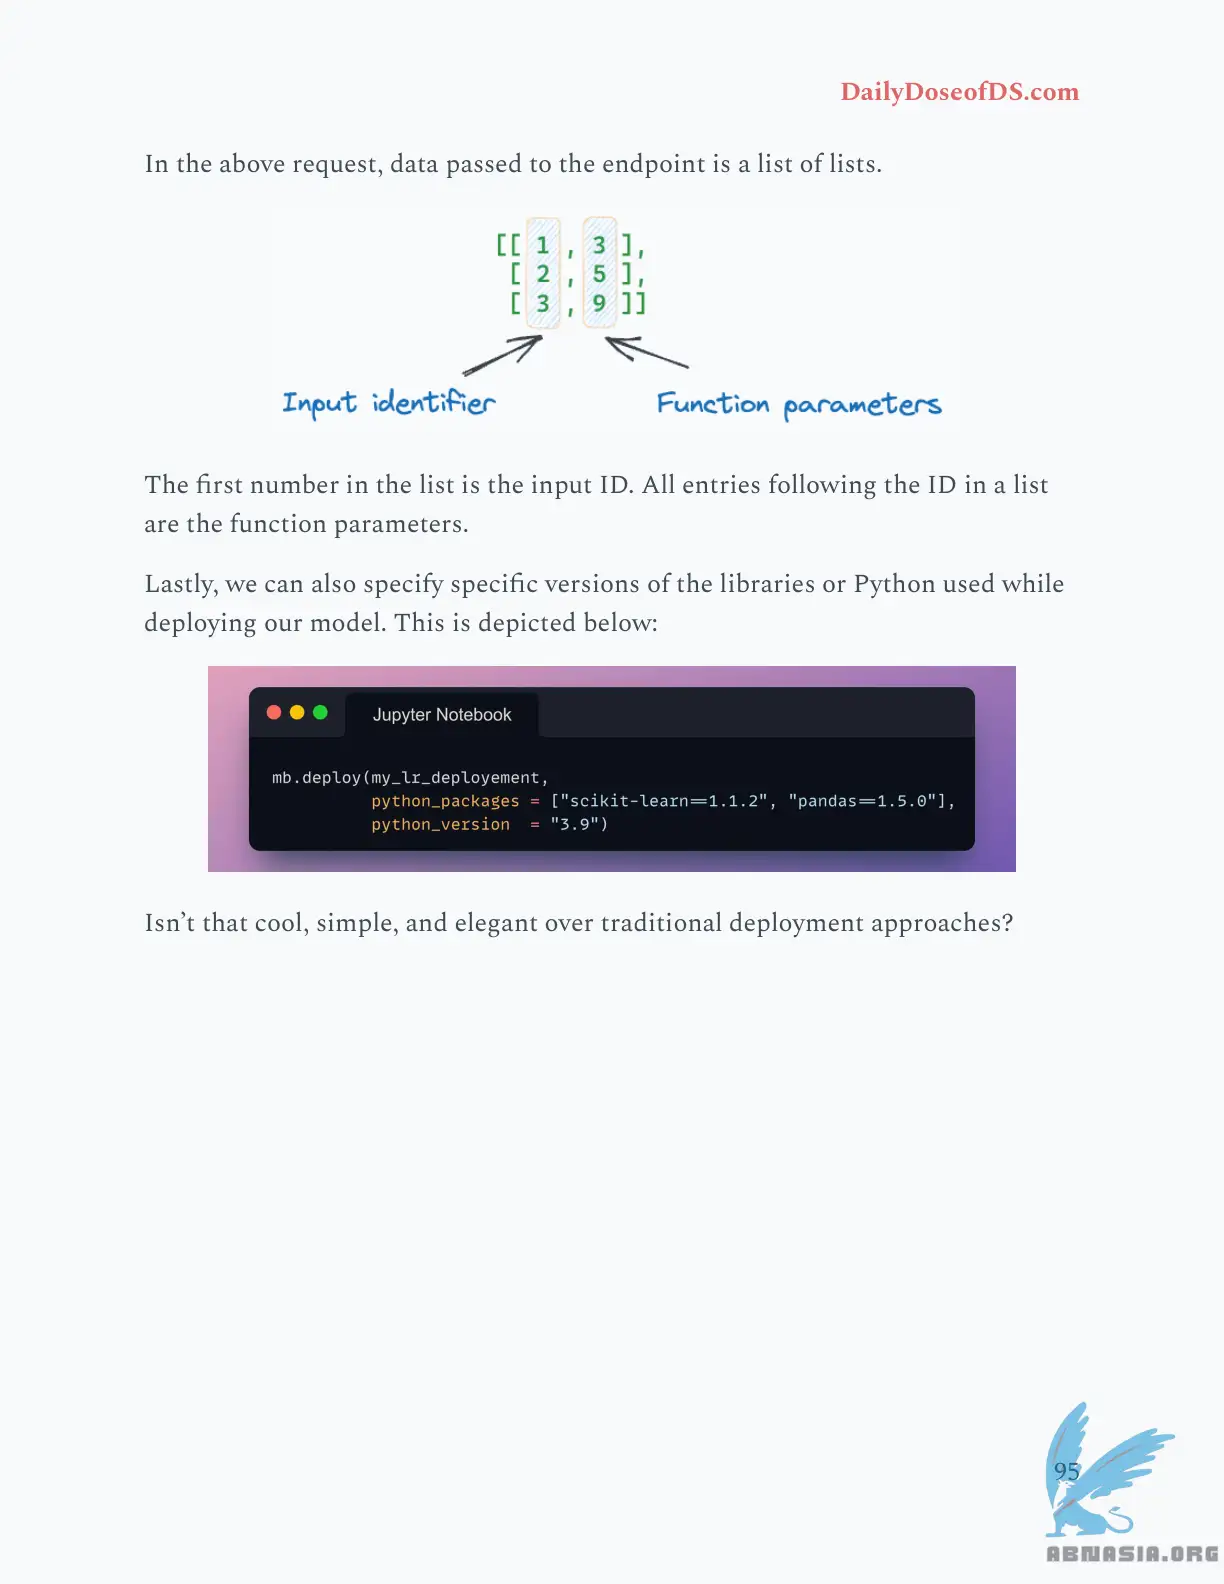 DailyDoseofDS.com
In the above request, data passed to the endpoint is a list of lists.
[[ 1 , 3 ],
[ 2 , 5 ],
[ 3 , 9 ]]
Input identifier
Function parameters
The first number in the list is the input ID. All entries following the ID in a list
are the function parameters.
Lastly, we can also specify specific versions of the libraries or Python used while
deploying our model. This is depicted below:
Jupyter Notebook
mb.deploy(my_lr_deployement,
python_packages = ["scikit-learn==1.1.2", "pandas==1.5.0"],
python_version = "3.9")
Isn’t that cool, simple, and elegant over traditional deployment approaches?
95
ABNASIA.ORG